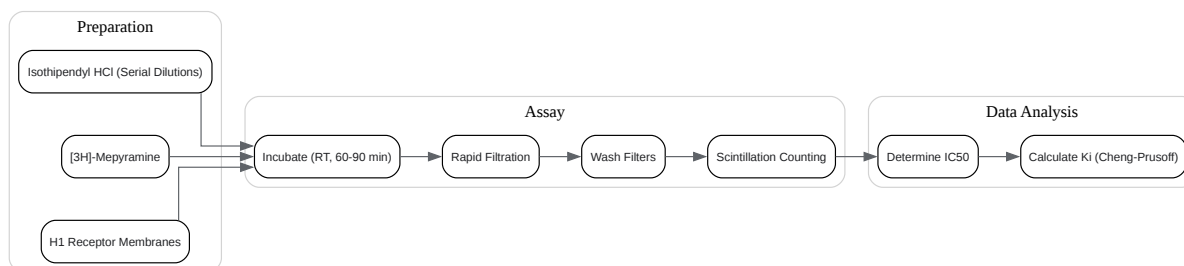 Preparation
Isothipendyl HCl (Serial Dilutions)
[3H]-Mepyramine
H1 Receptor Membranes
Assay
Incubate (RT, 60-90 min)
Rapid Filtration
Wash Filters
Scintillation Counting
Data Analysis
Determine IC50
Calculate Ki (Cheng-Prusoff)